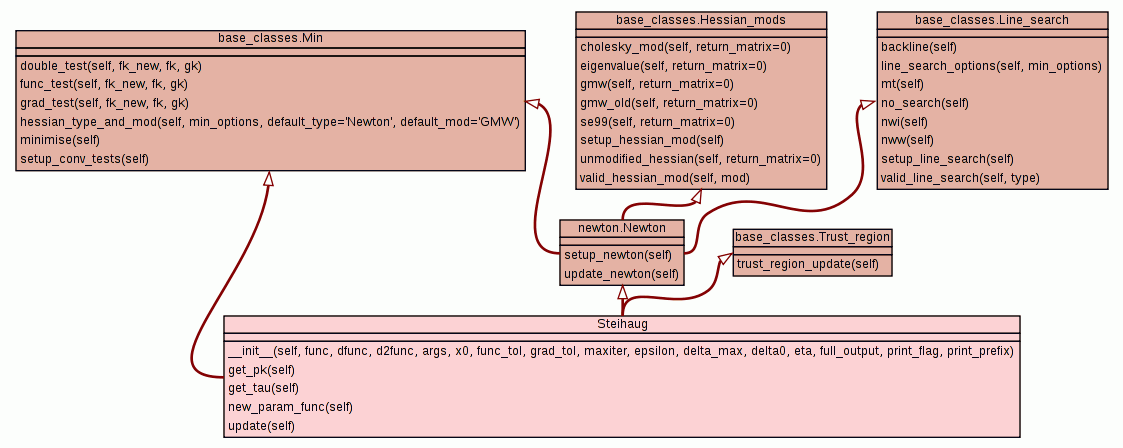 base_classes.Min
double_test(self, fk_new, fk, gk)
func_test(self, fk_new, fk, gk)
grad_test(self, fk_new, fk, gk)
hessian_type_and_mod(self, min_options, default_type='Newton', default_mod='GMW')
minimise(self)
setup_conv_tests(self)
base_classes.Hessian_mods
cholesky_mod(self, return_matrix=0)
eigenvalue(self, return_matrix=0)
gmw(self, return_matrix=0)
gmw_old(self, return_matrix=0)
se99(self, return_matrix=0)
setup_hessian_mod(self)
unmodified_hessian(self, return_matrix=0)
valid_hessian_mod(self, mod)
base_classes.Line_search
backline(self)
line_search_options(self, min_options)
mt(self)
no_search(self)
nwi(self)
nww(self)
setup_line_search(self)
valid_line_search(self, type)
newton.Newton
setup_newton(self)
update_newton(self)
base_classes.Trust_region
trust_region_update(self)
Steihaug
__init__(self, func, dfunc, d2func, args, x0, func_tol, grad_tol, maxiter, epsilon, delta_max, delta0, eta, full_output, print_flag, print_prefix)
get_pk(self)
get_tau(self)
new_param_func(self)
update(self)